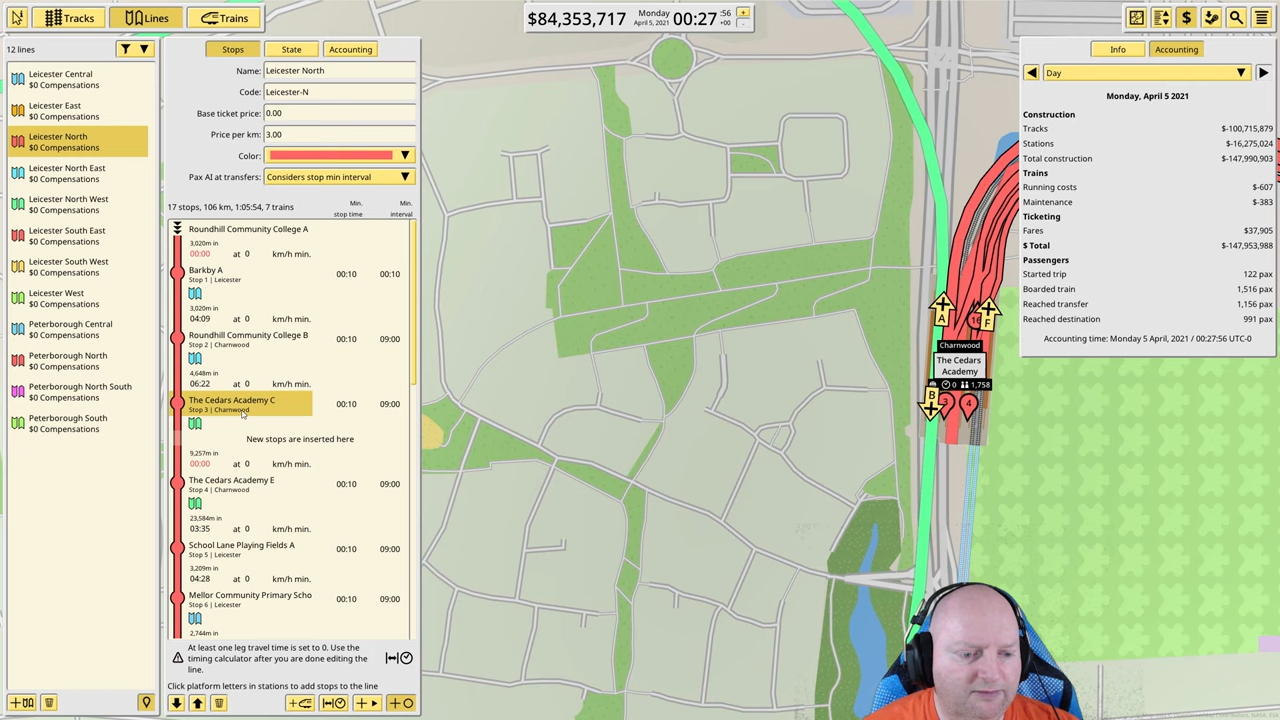 Tracks
Lines
Trains
$84,353,717
Monday
April 5, 2021
00:27
:56
+00
+
-
$
12 lines
Leicester Central
$0 Compensations
Leicester East
$0 Compensations
Leicester North
$0 Compensations
Leicester North East
$0 Compensations
Leicester North West
$0 Compensations
Leicester South East
$0 Compensations
Leicester South West
$0 Compensations
Leicester West
$0 Compensations
Peterborough Central
$0 Compensations
Peterborough North
$0 Compensations
Peterborough North South
$0 Compensations
Peterborough South
$0 Compensations
Stops
State
Accounting
Name: Leicester North
Code: Leicester-N
Base ticket price: 0.00
Price per km: 3.00
Color:
Pax AI at transfers: Considers stop min interval
17 stops, 106 km, 1:05:54, 7 trains
Min. stop time
Min. interval
Roundhill Community College A
3,020m in
00:00 at 0 km/h min.
Barkby A 00:10 00:10
Stop 1 | Leicester
3,020m in
04:09 at 0 km/h min.
Roundhill Community College B 00:10 09:00
Stop 2 | Charnwood
4,648m in
06:22 at 0 km/h min.
The Cedars Academy C 00:10 09:00
Stop 3 | Charnwood
New stops are inserted here
9,257m in
00:00 at 0 km/h min.
The Cedars Academy E 00:10 09:00
Stop 4 | Charnwood
23,584m in
03:35 at 0 km/h min.
School Lane Playing Fields A 00:10 09:00
Stop 5 | Leicester
3,209m in
04:28 at 0 km/h min.
Mellor Community Primary Scho 00:10 09:00
Stop 6 | Leicester
2,744m in
At least one leg travel time is set to 0. Use the
timing calculator after you are done editing the
line.
Click platform letters in stations to add stops to the line
A
F
Charnwood
The Cedars
Academy
0 1,758
B
3
4
Info
Accounting
Day
Monday, April 5 2021
Construction
Tracks $-100,715,879
Stations $-16,275,024
Total construction $-147,990,903
Trains
Running costs $-607
Maintenance $-383
Ticketing
Fares $37,905
$ Total $-147,953,988
Passengers
Started trip 122 pax
Boarded train 1,516 pax
Reached transfer 1,156 pax
Reached destination 991 pax
Accounting time: Monday 5 April, 2021 / 00:27:56 UTC-0